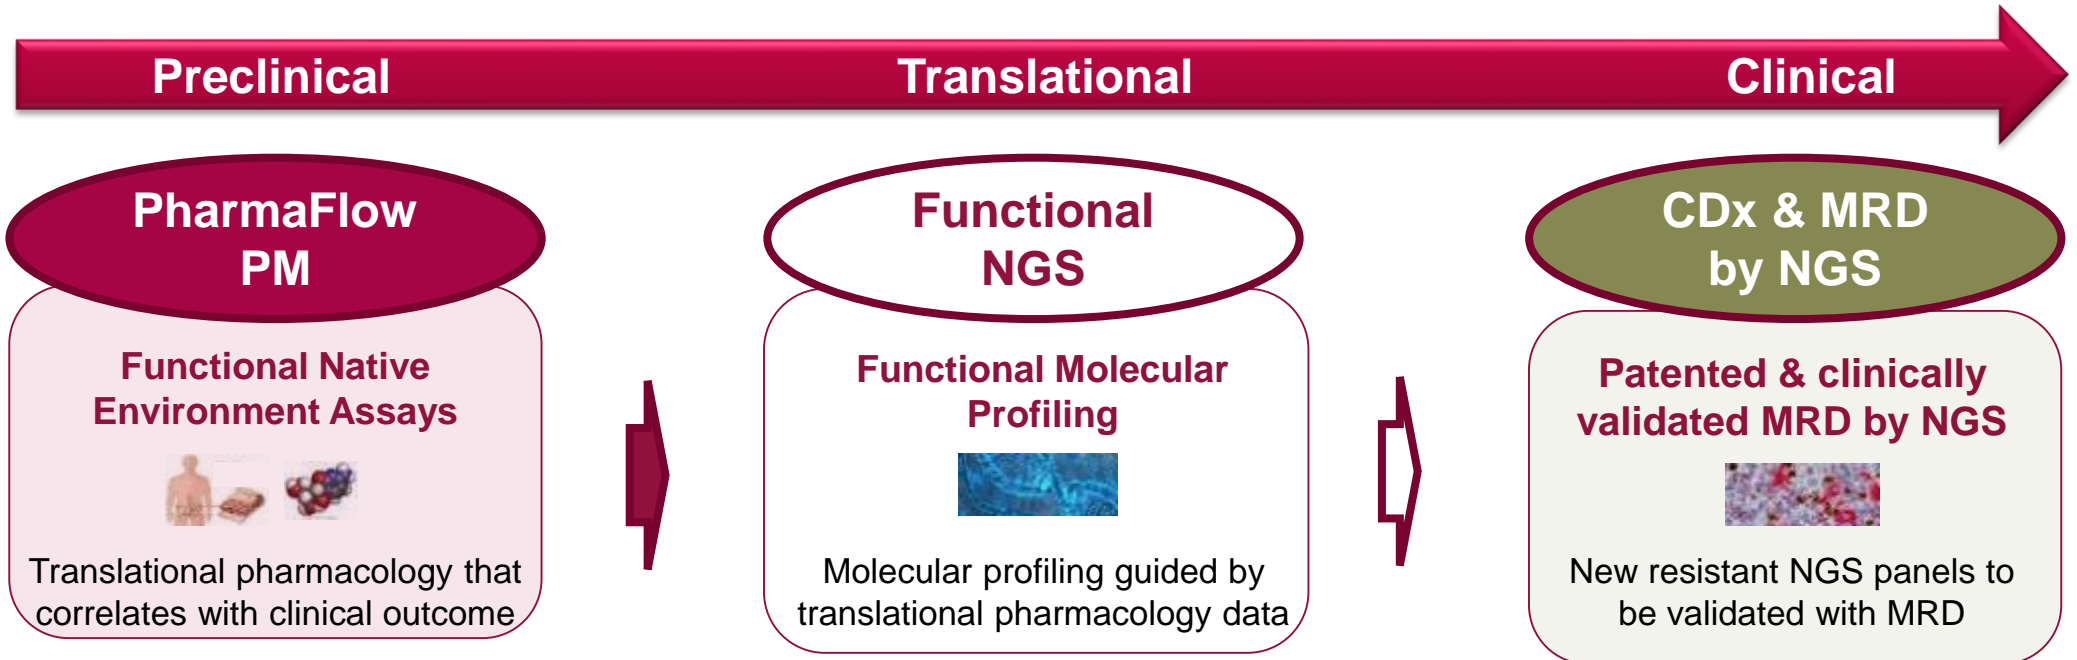 Preclinical
Translational
Clinical
PharmaFlow
PM
Functional Native
Environment Assays
Translational pharmacology that
correlates with clinical outcome
Functional
NGS
Functional Molecular
Profiling
Molecular profiling guided by
translational pharmacology data
CDx & MRD
by NGS
Patented & clinically
validated MRD by NGS
New resistant NGS panels to
be validated with MRD